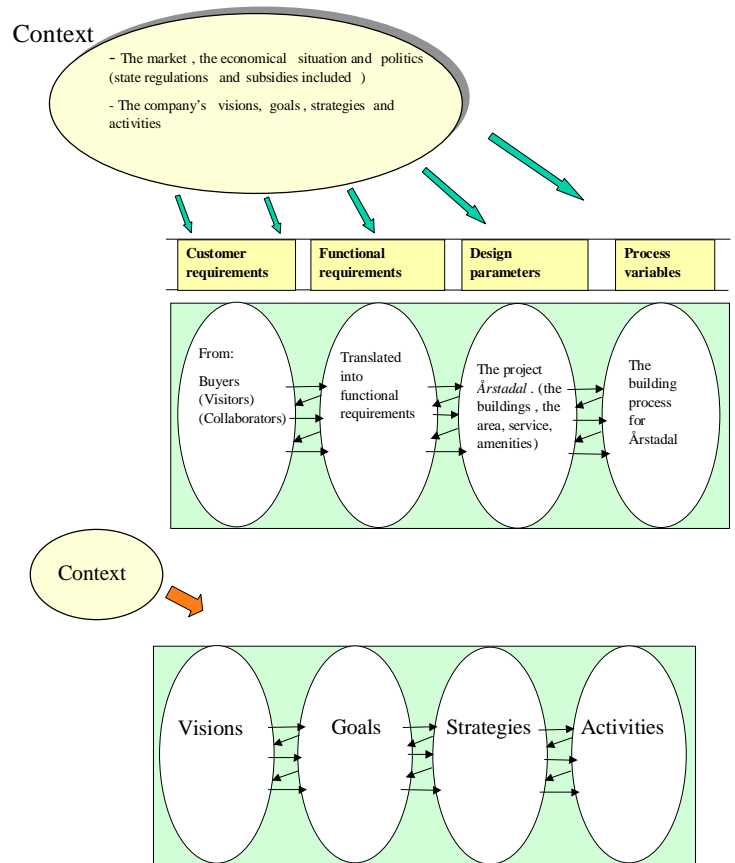 Context
- The market , the economical situation and politics
(state regulations and subsidies included )
- The company's visions, goals , strategies and
activities
Customer
requirements
Functional
requirements
Design
parameters
Process
variables
From:
Buyers
(Visitors)
(Collaborators)
Translated
into
functional
requirements
The project
Årstadal . (the
buildings , the
area, service,
amenities)
The
building
process
for
Årstadal
Context
Visions
Goals
Strategies
Activities